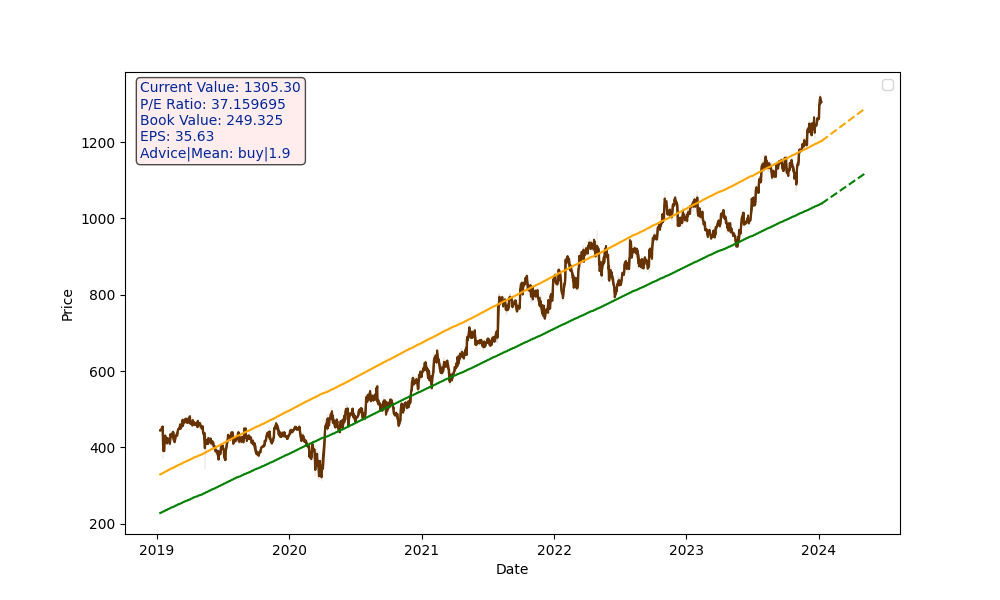 Current Value: 1305.30
P/E Ratio: 37.159695
Book Value: 249.325
EPS: 35.63
Advice|Mean: buy|1.9
1200
1000
800
600
400
200
Price
2019 2020 2021 2022 2023 2024
Date